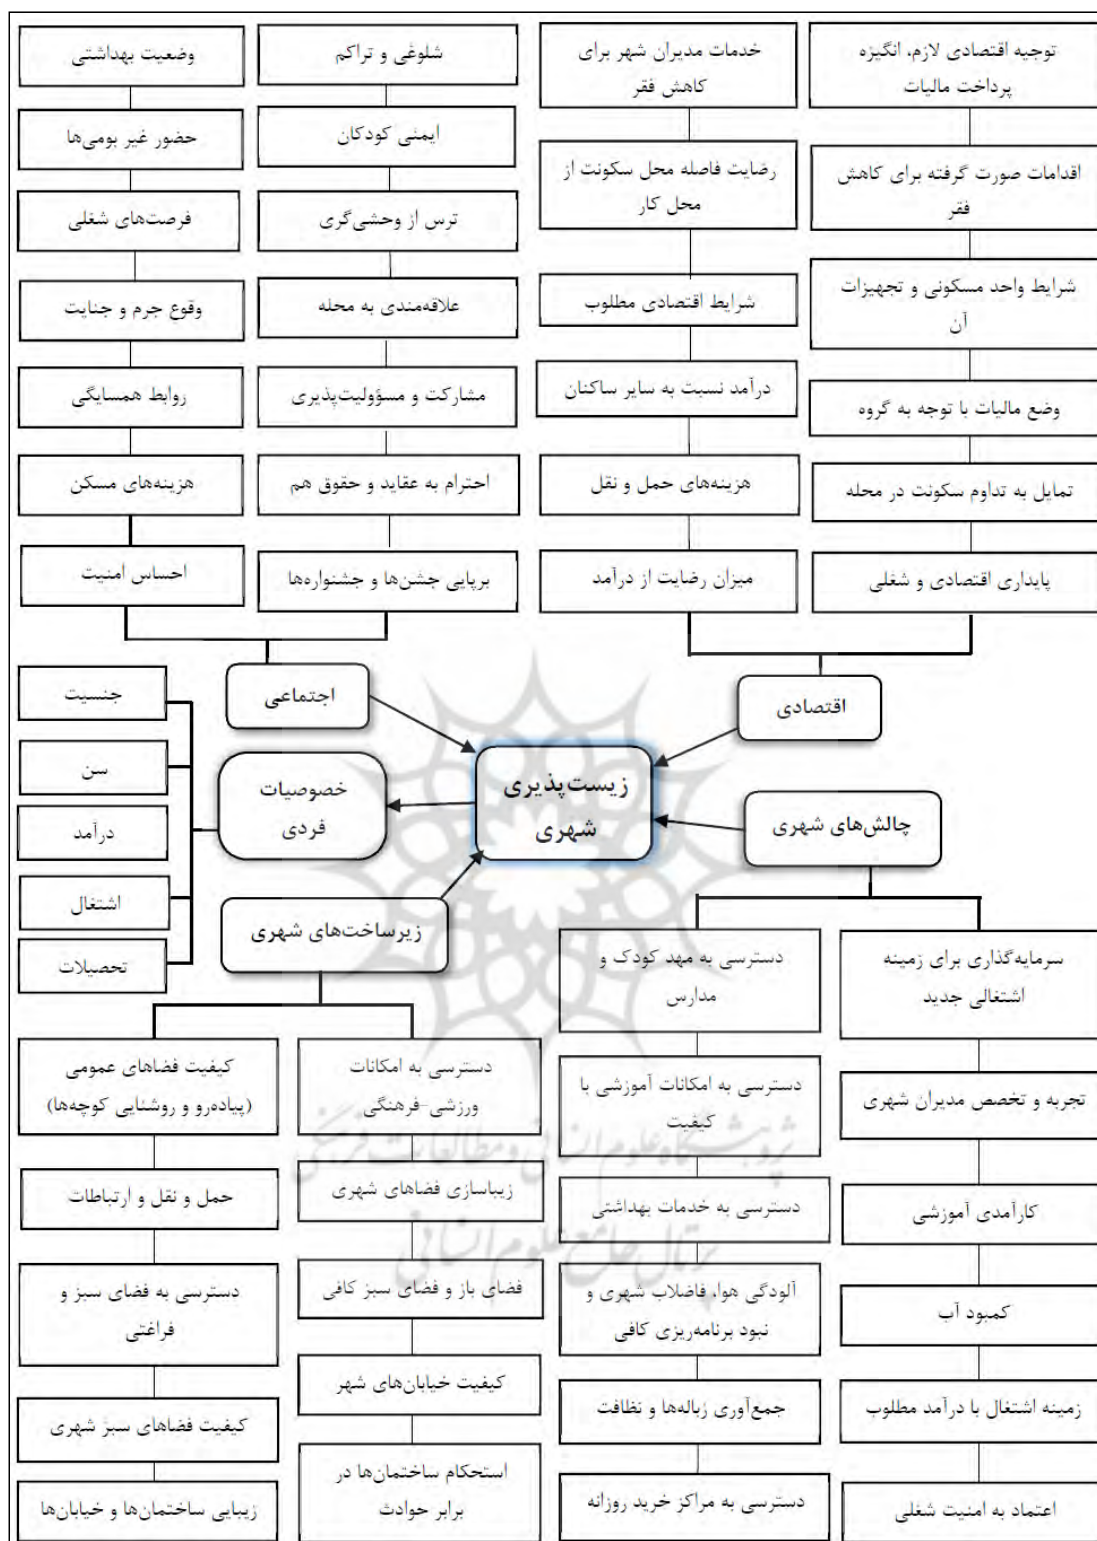 توجیه اقتصادی لازم، انگیزه
پرداخت مالیات
اقدامات صورت گرفته برای کاهش
فقر
شرایط واحد مسکونی و تجهیزات
آن
وضع مالیات با توجه به گروه
تمایل به تداوم سکونت در محله
پایداری اقتصادی و شغلی
خدمات مدیران شهر برای
کاهش فقر
رضایت فاصله محل سکونت از
محل کار
شرایط اقتصادی مطلوب
درآمد نسبت به سایر ساکنان
هزینه‌های حمل و نقل
میزان رضایت از درآمد
شلوغی و تراکم
ایمنی کودکان
ترس از وحشی‌گری
علاقه‌مندی به محله
مشارکت و مسؤولیت‌پذیری
احترام به عقاید و حقوق هم
برپایی جشن‌ها و جشنواره‌ها
وضعیت بهداشتی
حضور غیر بومی‌ها
فرصت‌های شغلی
وقوع جرم و جنایت
روابط همسایگی
هزینه‌های مسکن
احساس امنیت
اقتصادی
اجتماعی
زیست‌پذیری
شهری
چالش‌های شهری
خصوصیات
فردی
زیرساخت‌های شهری
جنسیت
سن
درآمد
اشتغال
تحصیلات
سرمایه‌گذاری برای زمینه
اشتغالی جدید
تجربه و تخصص مدیران شهری
کارآمدی آموزشی
کمبود آب
زمینه اشتغال با درآمد مطلوب
اعتماد به امنیت شغلی
دسترسی به مهد کودک و
مدارس
دسترسی به امکانات آموزشی با
کیفیت
دسترسی به خدمات بهداشتی
آلودگی هوا، فاضلاب شهری و
نبود برنامه‌ریزی کافی
جمع‌آوری زباله‌ها و نظافت
دسترسی به مراکز خرید روزانه
دسترسی به امکانات
ورزشی-فرهنگی
زیباسازی فضاهای شهری
فضای باز و فضای سبز کافی
کیفیت خیابان‌های شهر
استحکام ساختمان‌ها در
برابر حوادث
کیفیت فضاهای عمومی
(پیاده‌رو و روشنایی کوچه‌ها)
حمل و نقل و ارتباطات
دسترسی به فضای سبز و
فراغتی
کیفیت فضاهای سبز شهری
زیبایی ساختمان‌ها و خیابان‌ها
پژوهشگاه علوم انسانی و مطالعات فرهنگی
پرتال جامع علوم انسانی